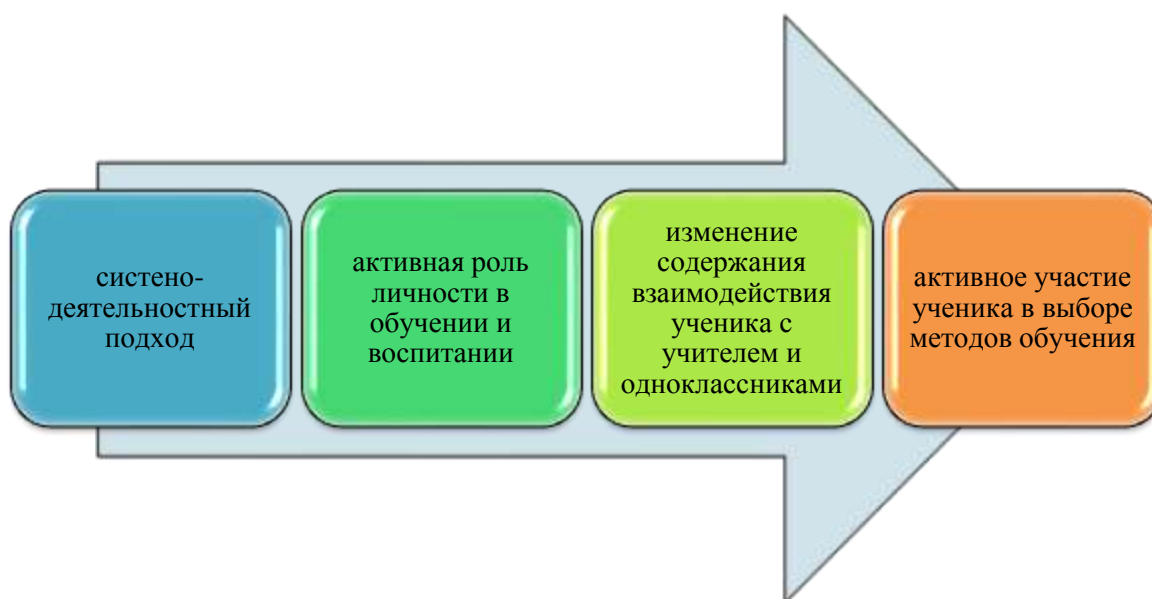 систено-
деятельностный
подход
активная роль
личности в
обучении и
воспитании
изменение
содержания
взаимодействия
ученика с
учителем и
одноклассниками
активное участие
ученика в выборе
методов обучения